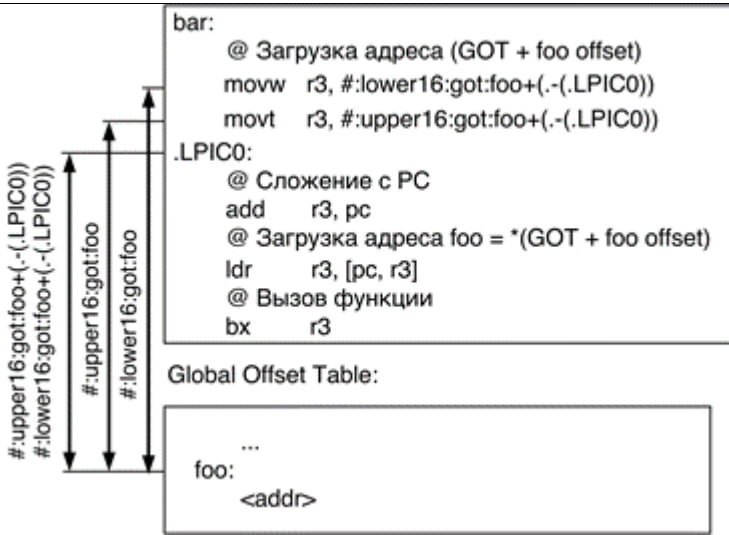 bar:
@ Загрузка адреса (GOT + foo offset)
movw r3, #:lower16:got:foo+(.-(.LPIC0))
movt r3, #:upper16:got:foo+(.-(.LPIC0))
.LPIC0:
@ Сложение с PC
add r3, pc
@ Загрузка адреса foo = *(GOT + foo offset)
ldr r3, [pc, r3]
@ Вызов функции
bx r3
#:upper16:got:foo+(.-(.LPIC0))
#:lower16:got:foo+(.-(.LPIC0))
#:upper16:got:foo
#:lower16:got:foo
Global Offset Table:
...
foo:
<addr>